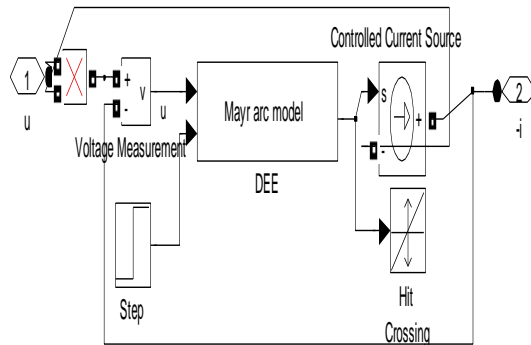 Controlled Current Source
1
u
+
-
v
Voltage Measurement
u
Mayr arc model
DEE
s
+
-
2
-i
Step
Hit
Crossing